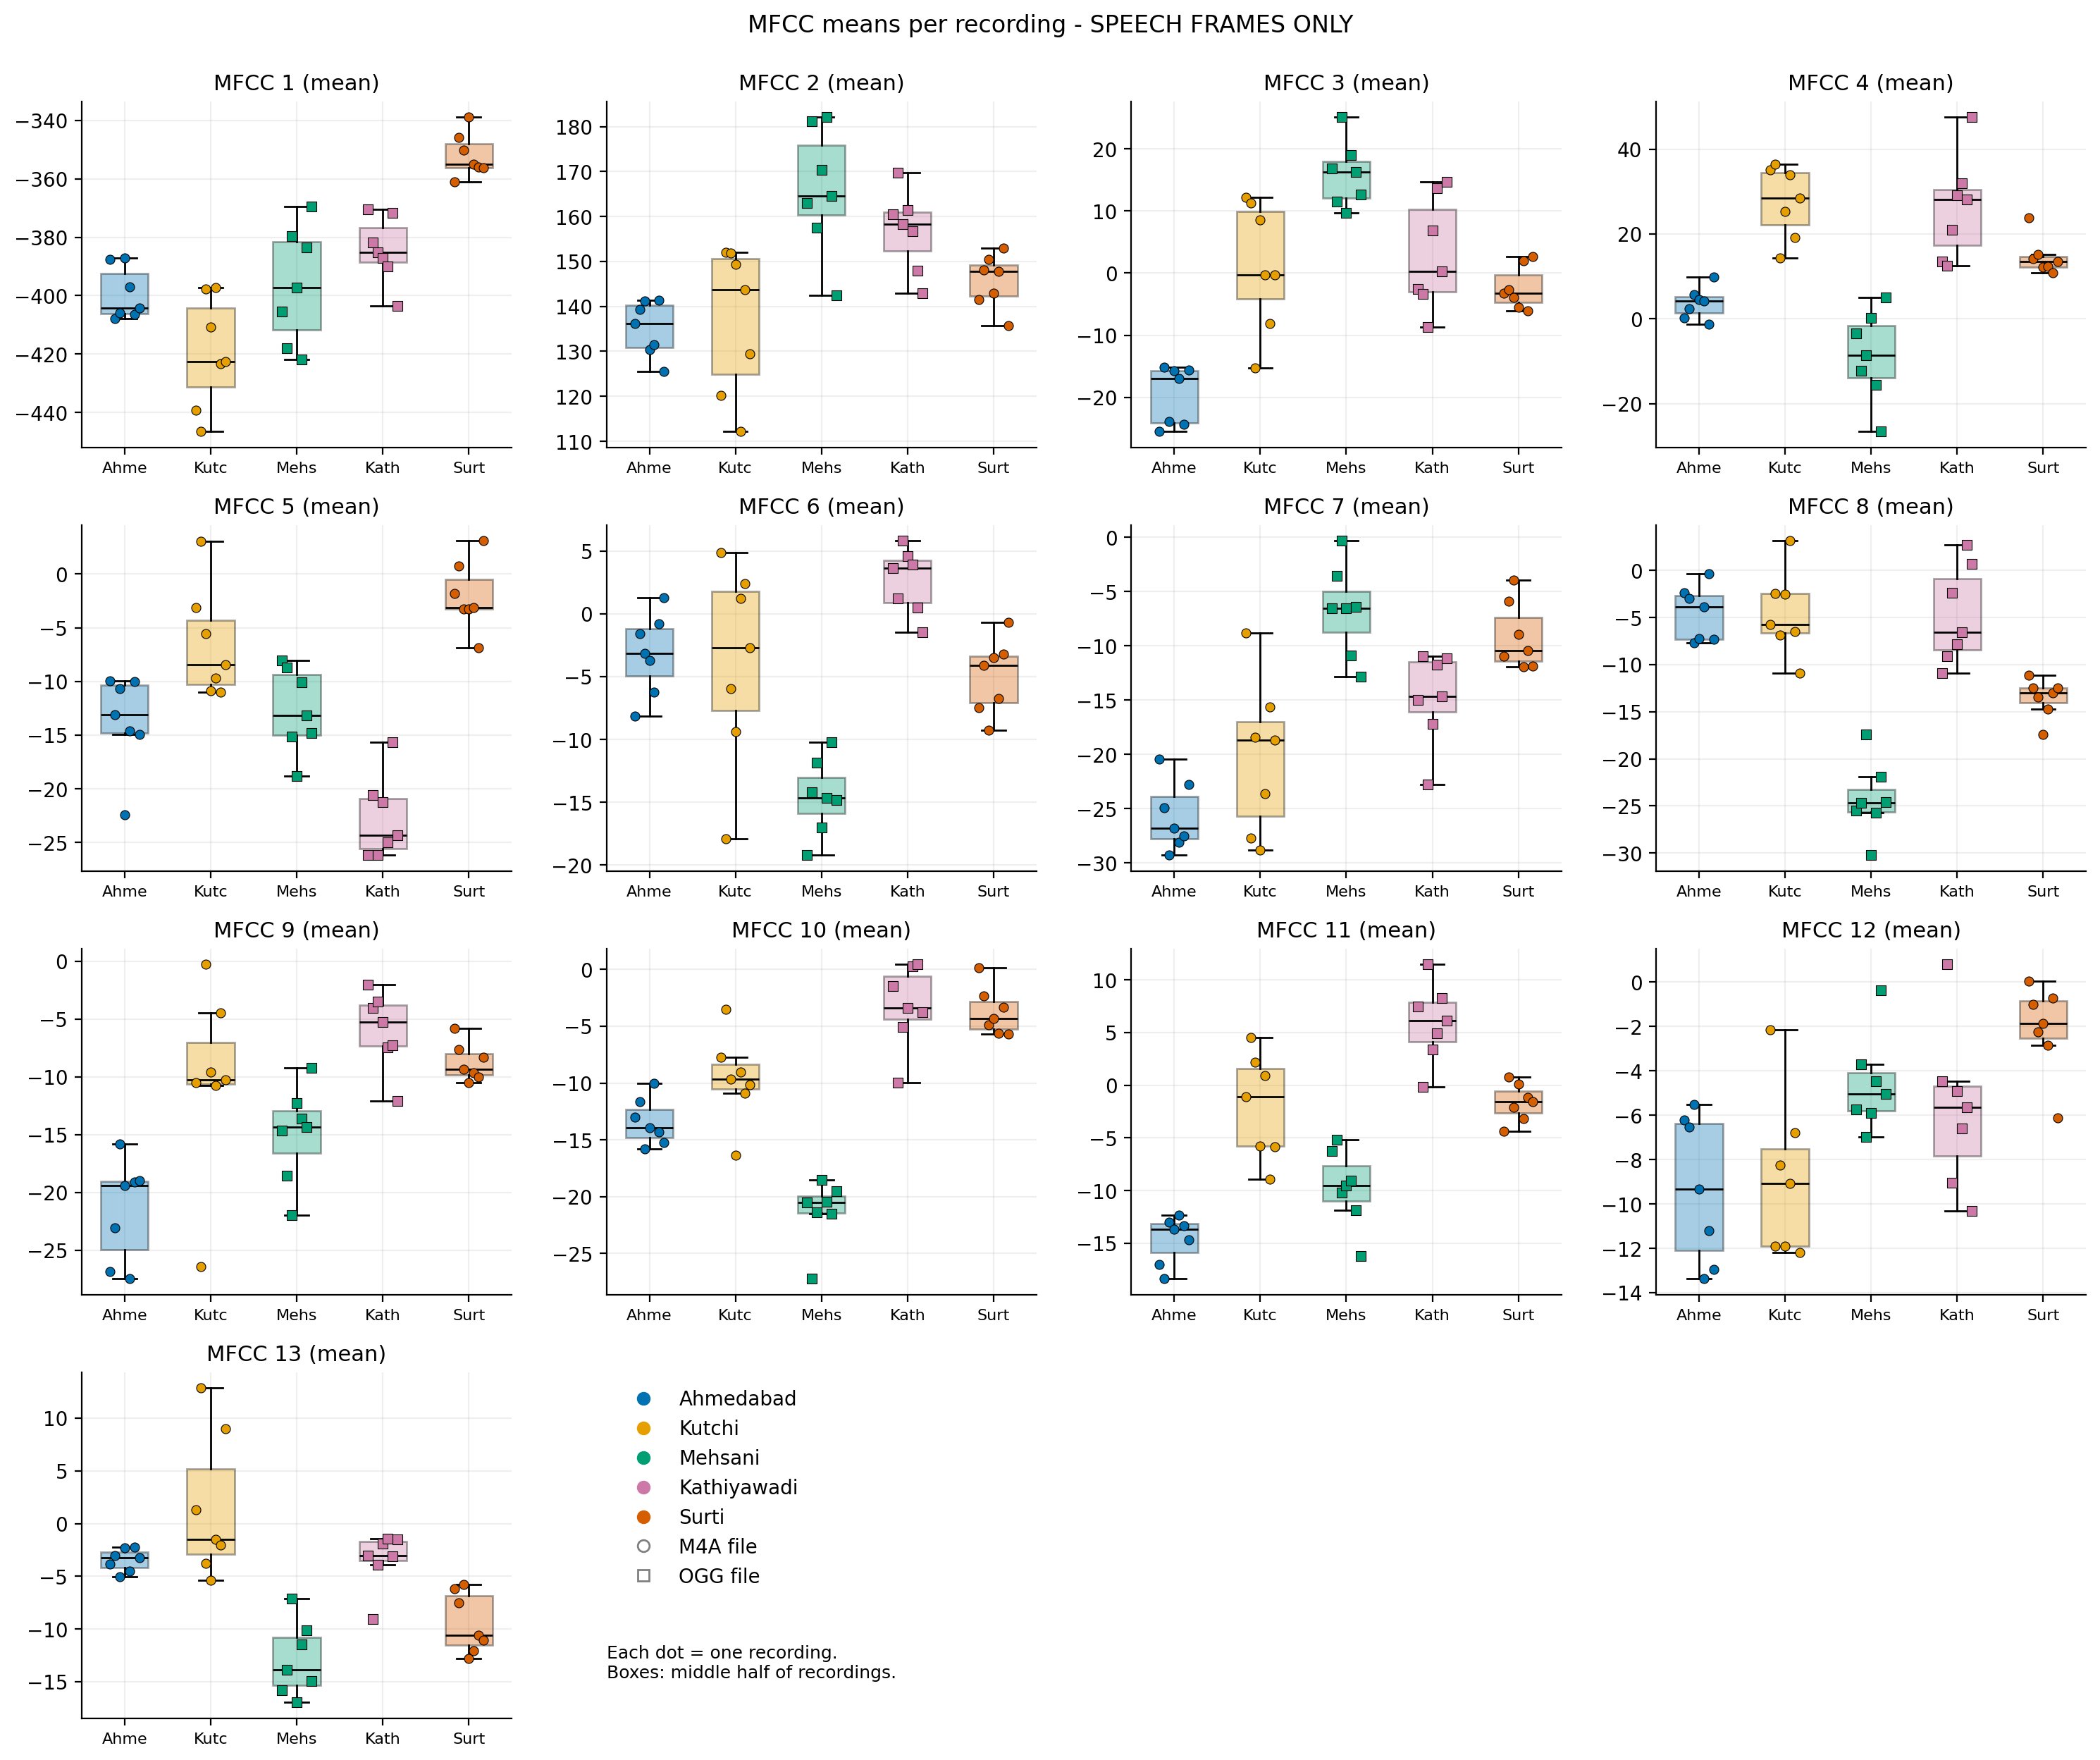 MFCC means per recording - SPEECH FRAMES ONLY
MFCC 1 (mean)
−340
−360
−380
−400
−420
−440
Ahme Kutc Mehs Kath Surt
MFCC 2 (mean)
180
170
160
150
140
130
120
110
Ahme Kutc Mehs Kath Surt
MFCC 3 (mean)
20
10
0
−10
−20
Ahme Kutc Mehs Kath Surt
MFCC 4 (mean)
40
20
0
−20
Ahme Kutc Mehs Kath Surt
MFCC 5 (mean)
0
−5
−10
−15
−20
−25
Ahme Kutc Mehs Kath Surt
MFCC 6 (mean)
5
0
−5
−10
−15
−20
Ahme Kutc Mehs Kath Surt
MFCC 7 (mean)
0
−5
−10
−15
−20
−25
−30
Ahme Kutc Mehs Kath Surt
MFCC 8 (mean)
0
−5
−10
−15
−20
−25
−30
Ahme Kutc Mehs Kath Surt
MFCC 9 (mean)
0
−5
−10
−15
−20
−25
Ahme Kutc Mehs Kath Surt
MFCC 10 (mean)
0
−5
−10
−15
−20
−25
Ahme Kutc Mehs Kath Surt
MFCC 11 (mean)
10
5
0
−5
−10
−15
Ahme Kutc Mehs Kath Surt
MFCC 12 (mean)
0
−2
−4
−6
−8
−10
−12
−14
Ahme Kutc Mehs Kath Surt
MFCC 13 (mean)
10
5
0
−5
−10
−15
Ahme Kutc Mehs Kath Surt
Ahmedabad
Kutchi
Mehsani
Kathiyawadi
Surti
M4A file
OGG file
Each dot = one recording.
Boxes: middle half of recordings.